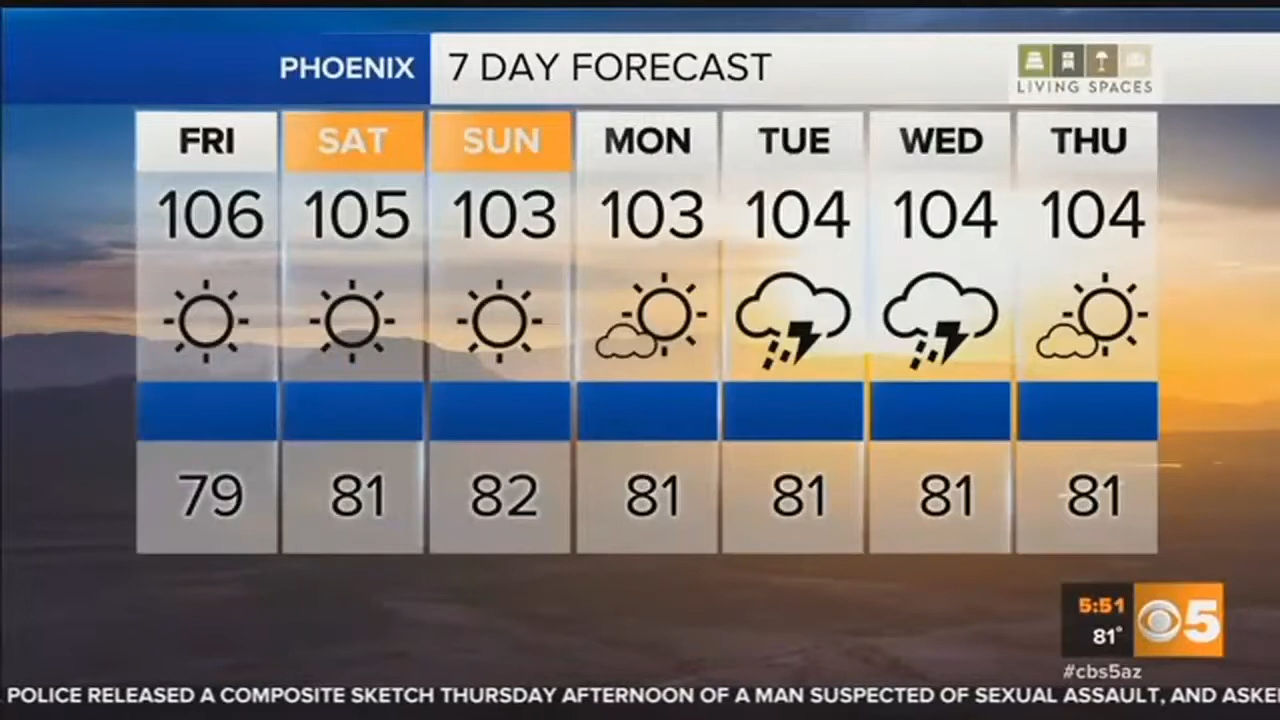 PHOENIX 7 DAY FORECAST
LIVING SPACES
FRI SAT SUN MON TUE WED THU
106 105 103 103 104 104 104
79 81 82 81 81 81 81
5:51
81°
5
#cbs5az
POLICE RELEASED A COMPOSITE SKETCH THURSDAY AFTERNOON OF A MAN SUSPECTED OF SEXUAL ASSAULT, AND ASKE